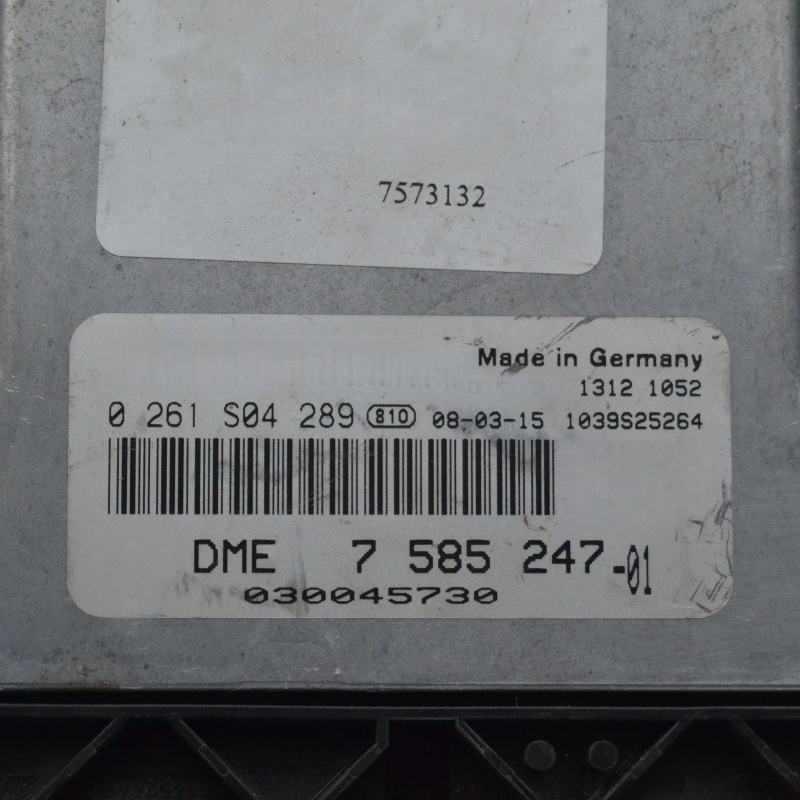 7573132
Made in Germany
1312 1052
0 261 S04 289 810 08-03-15 1039S25264
DME 7 585 247-01
030045730